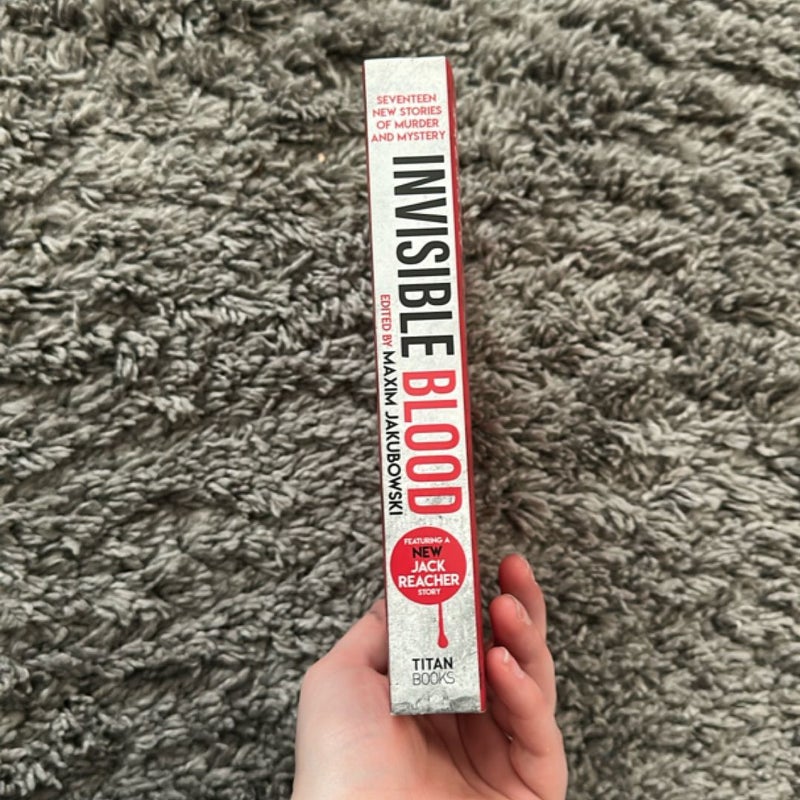 SEVENTEEN
NEW STORIES
OF MURDER
AND MYSTERY
INVISIBLE BLOOD
EDITED BY MAXIM JAKUBOWSKI
FEATURING A
NEW
JACK
REACHER
STORY
TITAN
BOOKS